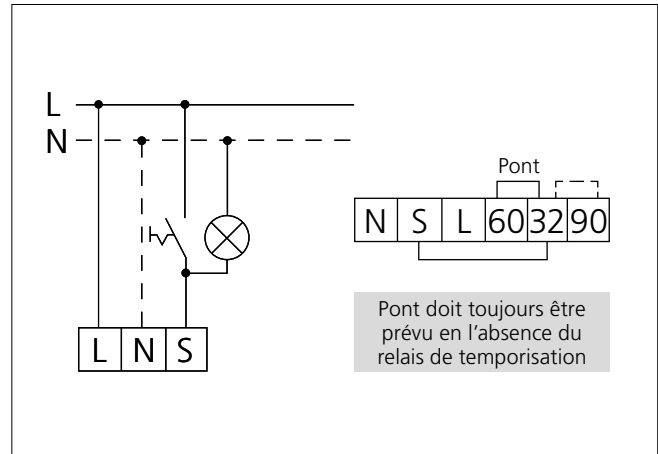 L
N
L N S
Pont
N S L 60 32 90
Pont doit toujours être
prévu en l'absence du
relais de temporisation